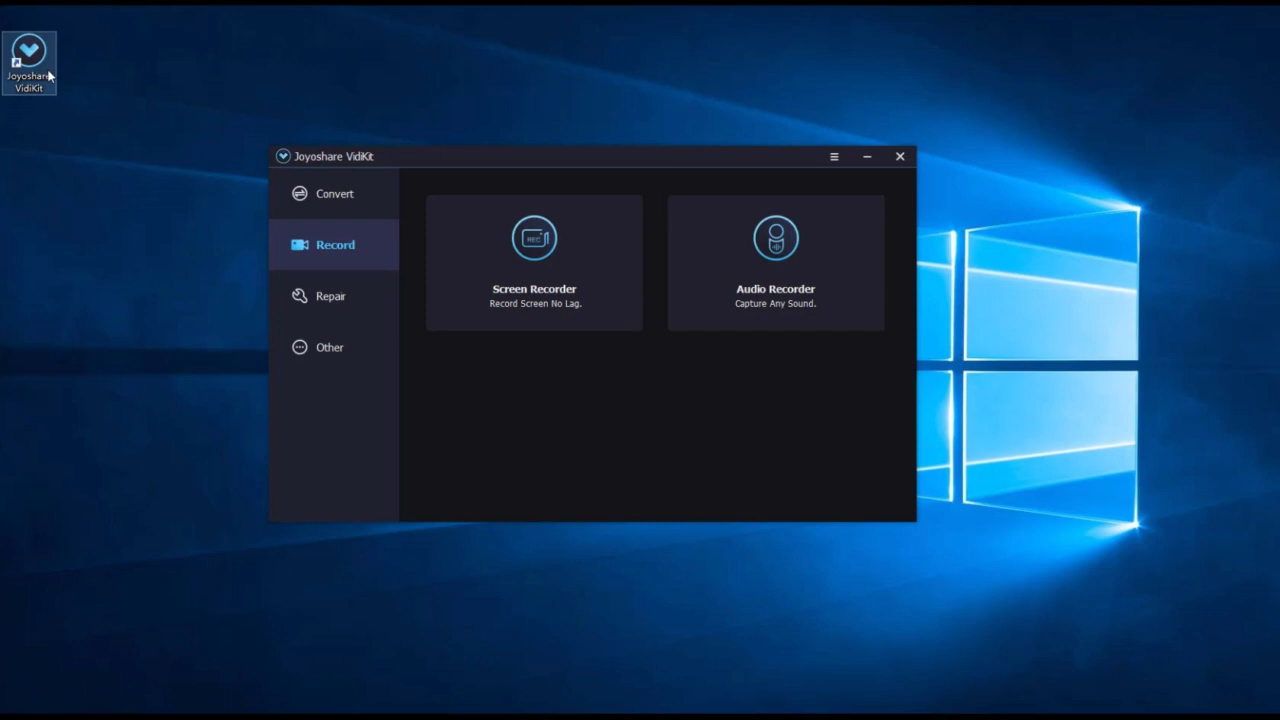 Joyoshare
VidiKit
Joyoshare VidiKit
Convert
Record
Repair
Other
REC
Screen Recorder
Record Screen No Lag.
Audio Recorder
Capture Any Sound.